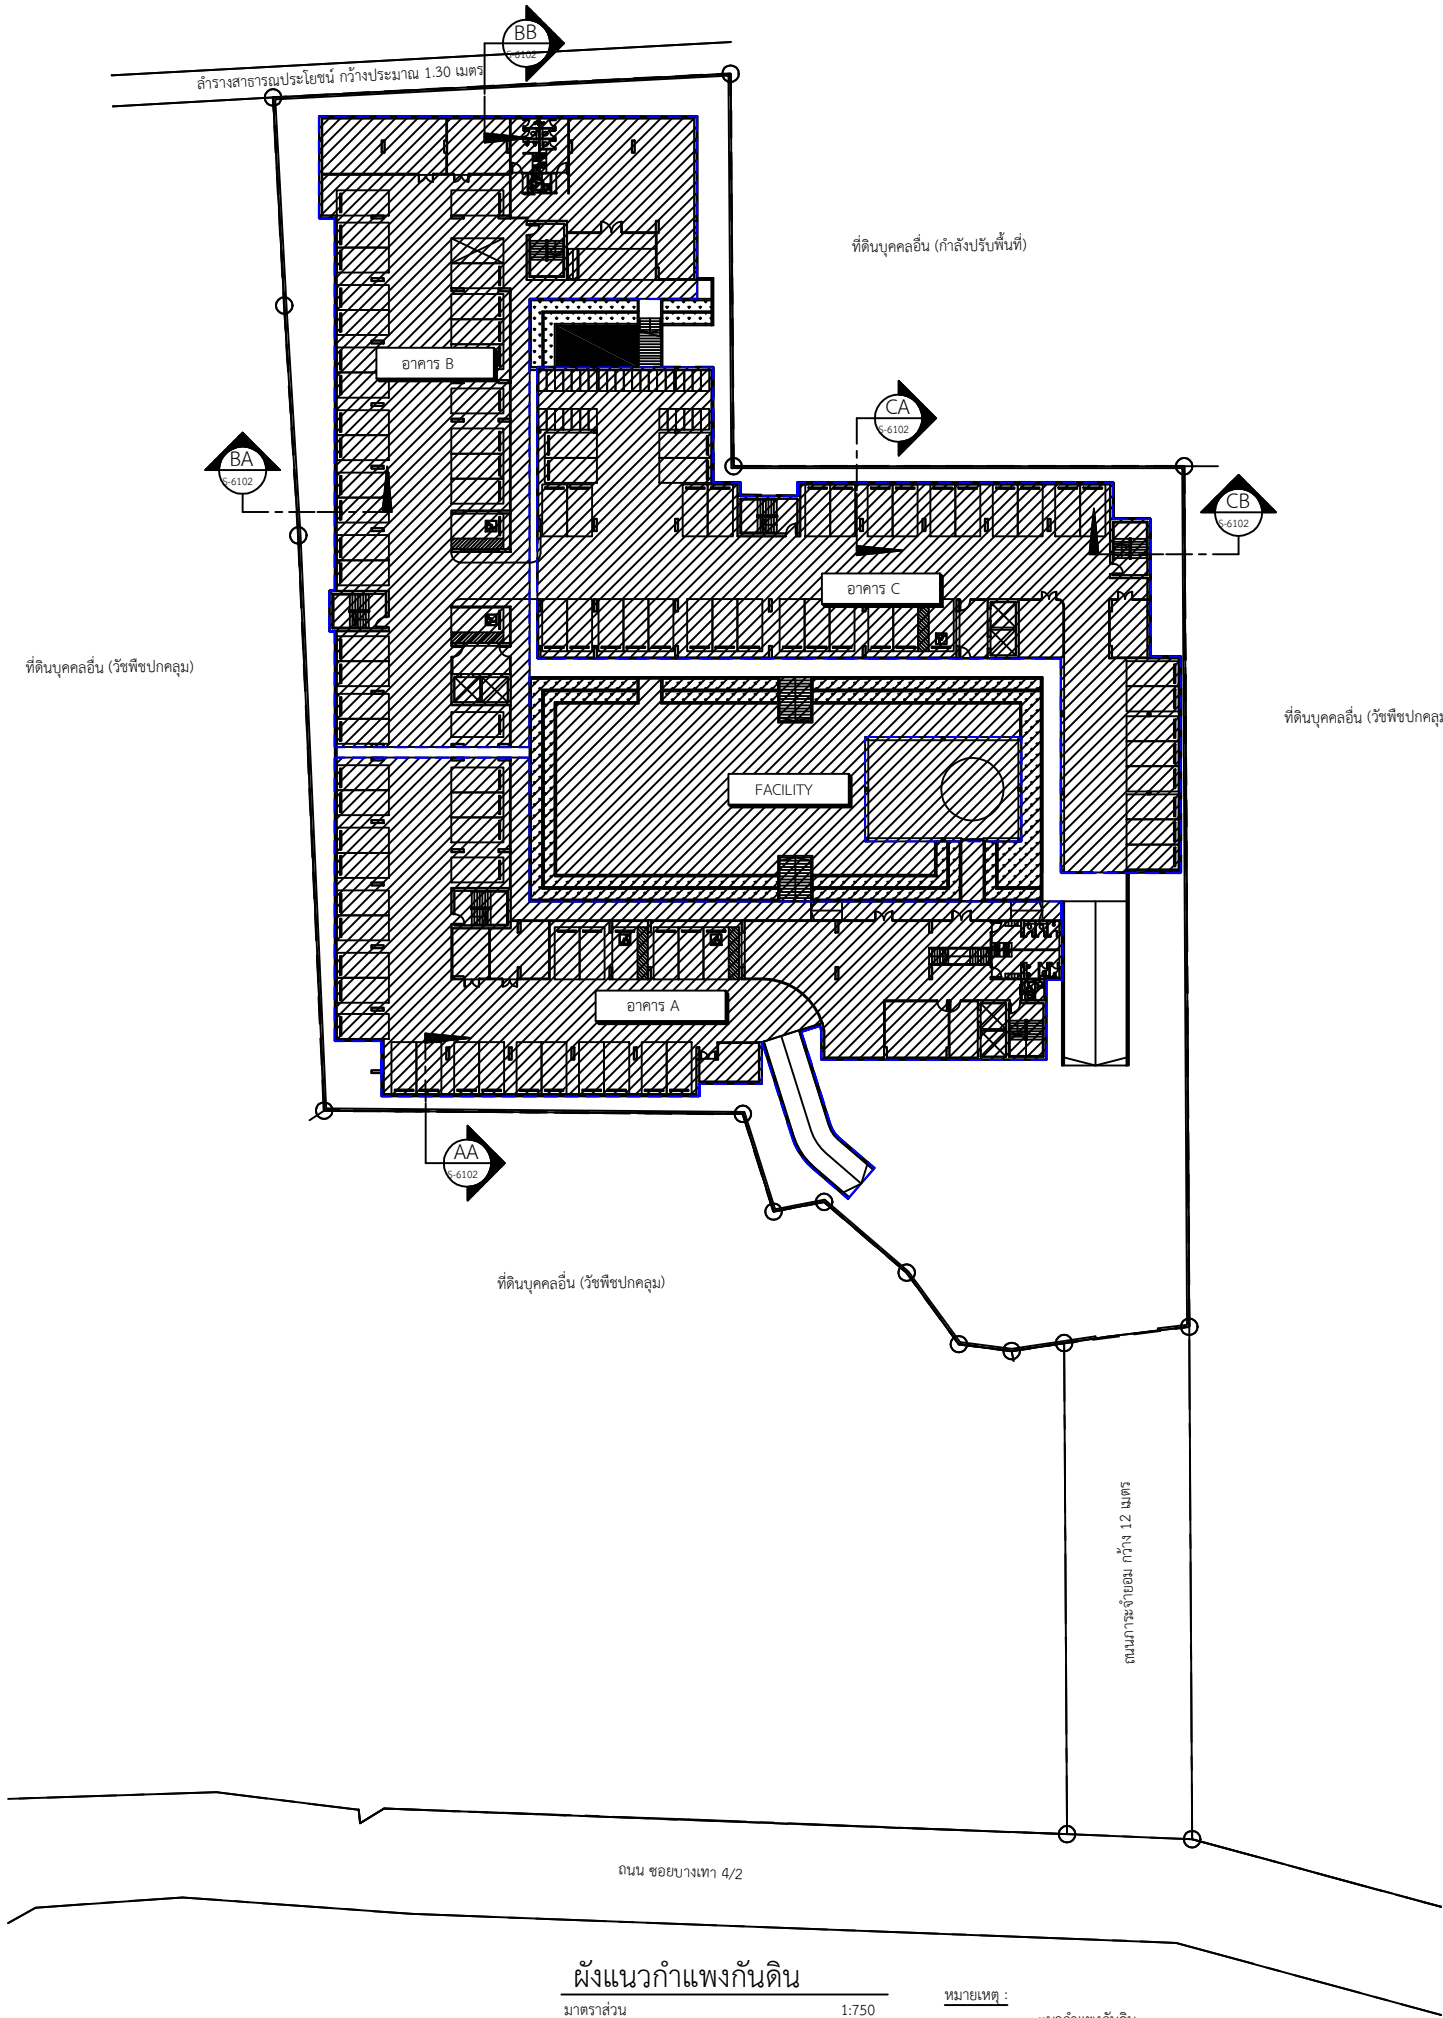 BB
S-6102
ลำรางสาธารณประโยชน์ กว้างประมาณ 1.30 เมตร
ที่ดินบุคคลอื่น (กำลังปรับพื้นที่)
อาคาร B
CA
S-6102
BA
S-6102
CB
S-6102
อาคาร C
ที่ดินบุคคลอื่น (วัชพืชปกคลุม)
ที่ดินบุคคลอื่น (วัชพืชปกคลุม
FACILITY
อาคาร A
AA
S-6102
ที่ดินบุคคลอื่น (วัชพืชปกคลุม)
ถนนภาระจำยอม กว้าง 12 เมตร
ถนน ซอยบางเทา 4/2
ผังแนวกำแพงกันดิน
มาตราส่วน 1:750
หมายเหตุ :